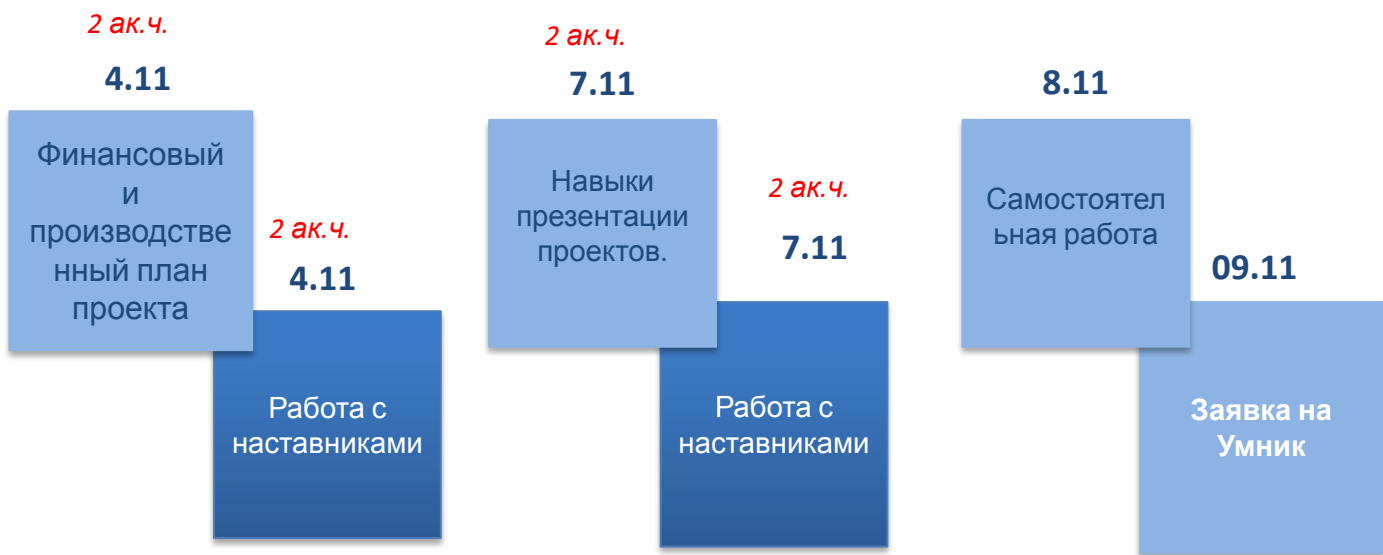 2 ак.ч.
4.11
Финансовый
и
производстве
нный план
проекта
2 ак.ч.
4.11
Работа с
наставниками
2 ак.ч.
7.11
Навыки
презентации
проектов.
2 ак.ч.
7.11
Работа с
наставниками
8.11
Самостоятел
ьная работа
09.11
Заявка на
Умник